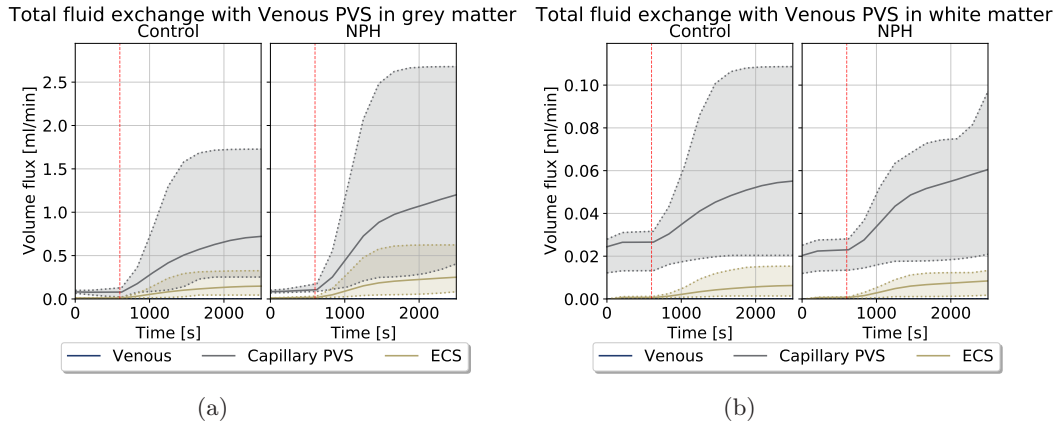 Total fluid exchange with Venous PVS in grey matter
Control NPH
Volume flux [ml/min]
2.5
2.0
1.5
1.0
0.5
0.0
0 1000 2000 0 1000 2000
Time [s] Time [s]
Venous Capillary PVS ECS
(a)
Total fluid exchange with Venous PVS in white matter
Control NPH
Volume flux [ml/min]
0.10
0.08
0.06
0.04
0.02
0.00
0 1000 2000 0 1000 2000
Time [s] Time [s]
Venous Capillary PVS ECS
(b)